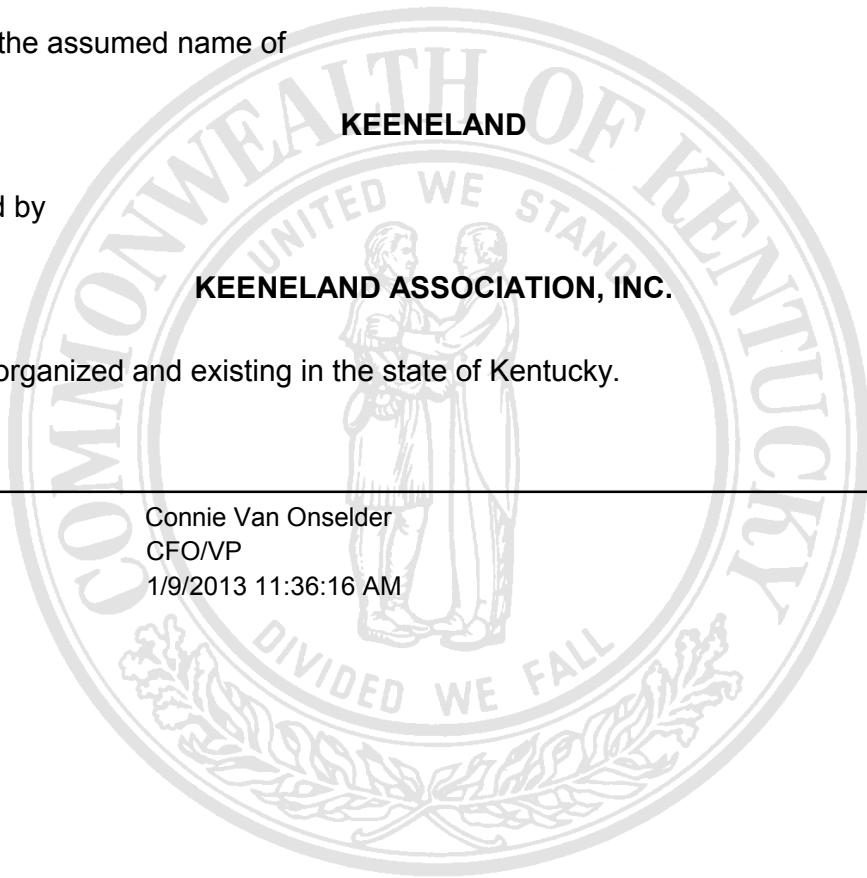 the assumed name of
KEENELAND
d by
KEENELAND ASSOCIATION, INC.
organized and existing in the state of Kentucky.
Connie Van Onselder
CFO/VP
1/9/2013 11:36:16 AM
COMMONWEALTH OF KENTUCKY
UNITED WE STAND
DIVIDED WE FALL